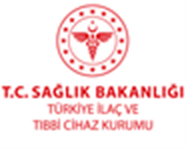 T.C. SAĞLIK BAKANLIĞI
TÜRKİYE İLAÇ VE
TIBBİ CİHAZ KURUMU